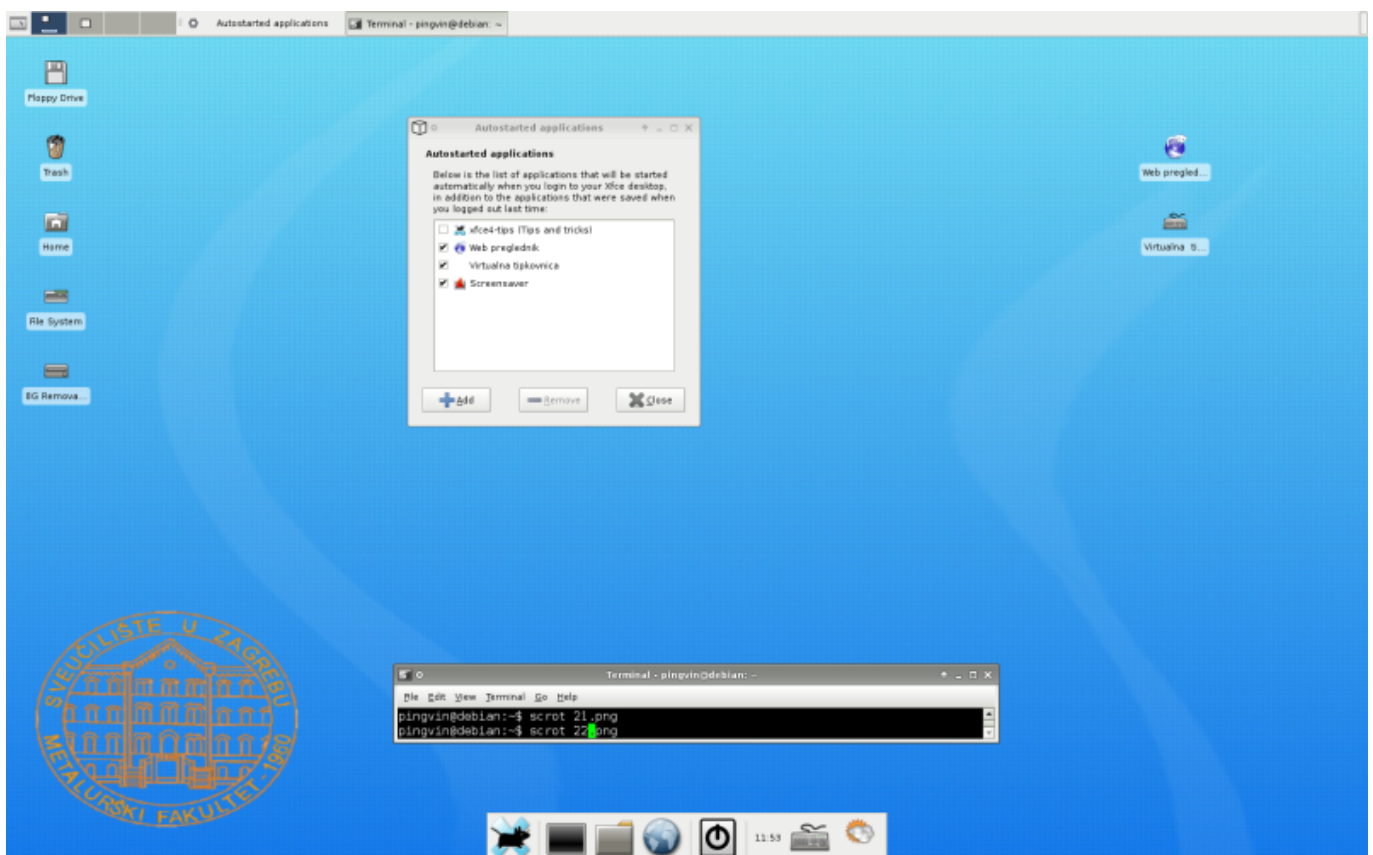 Autostarted applications
Terminal - pingvin@debian: ~
Floppy Drive
Trash
Home
File System
8G Remova...
Web pregled...
Virtualna ti...
Autostarted applications
Autostarted applications
Below is the list of applications that will be started
automatically when you login to your Xfce desktop,
in addition to the applications that were saved when
you logged out last time:
xfce4-tips (Tips and tricks)
Web preglednik
Virtualna tipkovnica
Screensaver
Add
Remove
Close
SVEUČILIŠTE U ZAGREBU
METALURŠKI FAKULTET - 1960
Terminal - pingvin@debian: ~
File Edit View Terminal Go Help
pingvin@debian:~$ scrot 21.png
pingvin@debian:~$ scrot 22.png
11:53